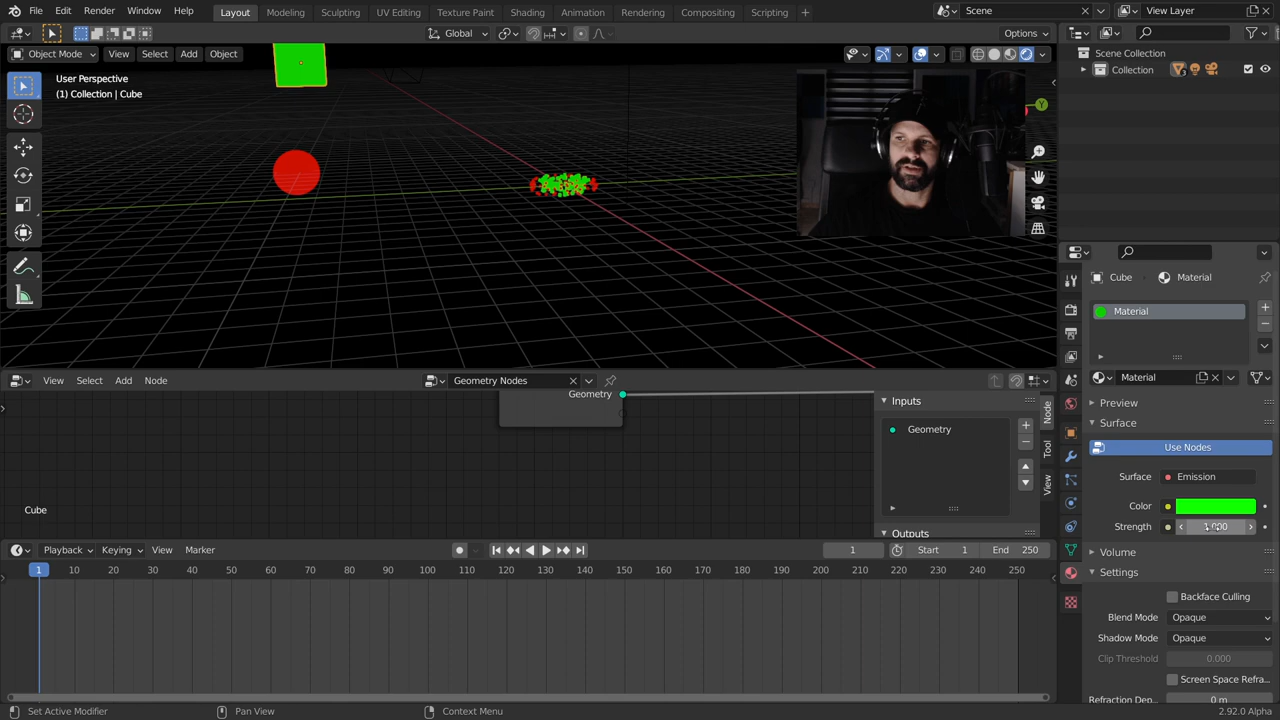 File Edit Render Window Help Layout Modeling Sculpting UV Editing Texture Paint Shading Animation Rendering Compositing Scripting + Scene View Layer
Global Options
Object Mode View Select Add Object
User Perspective
(1) Collection | Cube
Y
Scene Collection
Collection
Cube Material
Material
Material
Preview
Surface
Use Nodes
Surface Emission
Color
Strength
Volume
Settings
Backface Culling
Blend Mode Opaque
Shadow Mode Opaque
Clip Threshold 0.000
Screen Space Refra...
Refraction Dep... 0 m
View Select Add Node Geometry Nodes
Geometry
Cube
Inputs
Geometry
Outputs
Node
Tool
View
Playback Keying View Marker 1 Start 1 End 250
1 10 20 30 40 50 60 70 80 90 100 110 120 130 140 150 160 170 180 190 200 210 220 230 240 250
Set Active Modifier Pan View Context Menu 2.92.0 Alpha